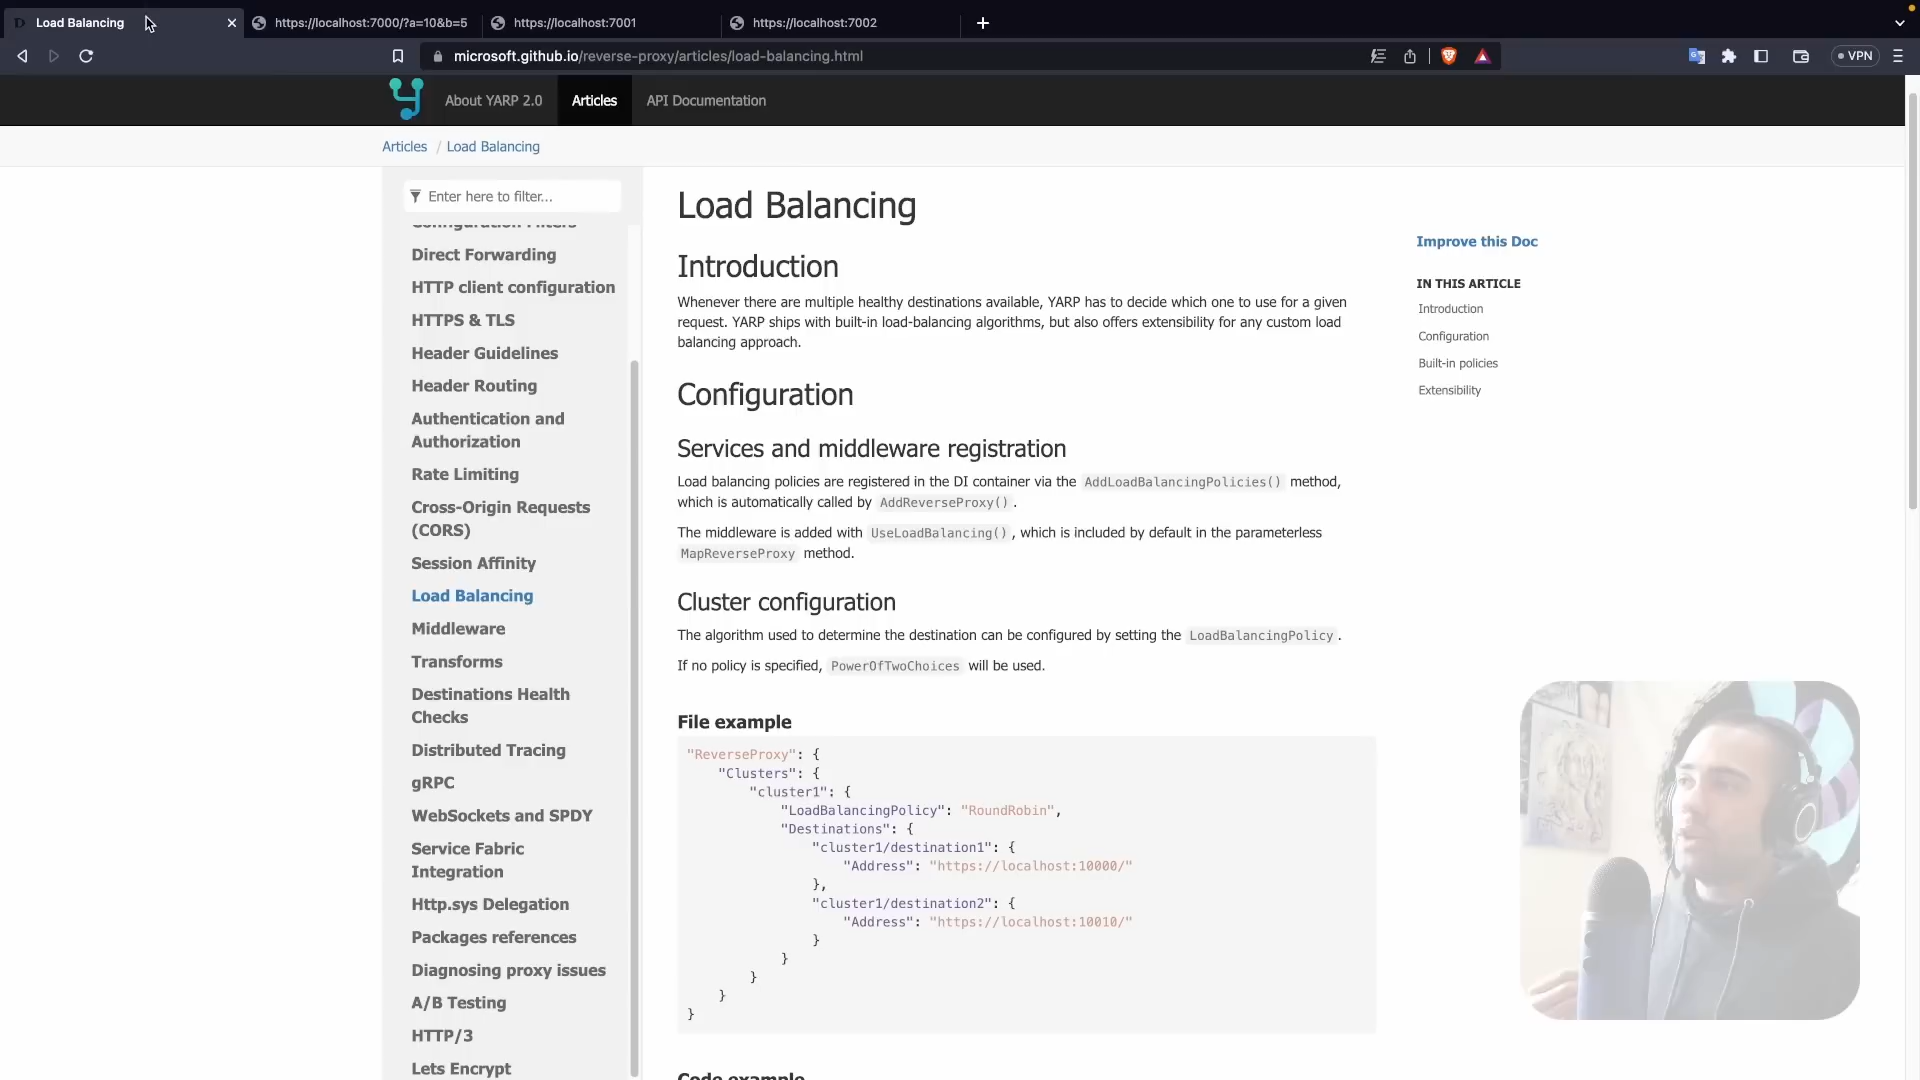 Load Balancing
https://localhost:7000/?a=10&b=5
https://localhost:7001
https://localhost:7002
microsoft.github.io/reverse-proxy/articles/load-balancing.html
VPN
About YARP 2.0
Articles
API Documentation
Articles / Load Balancing
Enter here to filter...
Configuration Filters
Direct Forwarding
HTTP client configuration
HTTPS & TLS
Header Guidelines
Header Routing
Authentication and
Authorization
Rate Limiting
Cross-Origin Requests
(CORS)
Session Affinity
Load Balancing
Middleware
Transforms
Destinations Health
Checks
Distributed Tracing
gRPC
WebSockets and SPDY
Service Fabric
Integration
Http.sys Delegation
Packages references
Diagnosing proxy issues
A/B Testing
HTTP/3
Lets Encrypt
Load Balancing
Introduction
Whenever there are multiple healthy destinations available, YARP has to decide which one to use for a given
request. YARP ships with built-in load-balancing algorithms, but also offers extensibility for any custom load
balancing approach.
Configuration
Services and middleware registration
Load balancing policies are registered in the DI container via the AddLoadBalancingPolicies() method,
which is automatically called by AddReverseProxy().
The middleware is added with UseLoadBalancing(), which is included by default in the parameterless
MapReverseProxy method.
Cluster configuration
The algorithm used to determine the destination can be configured by setting the LoadBalancingPolicy.
If no policy is specified, PowerOfTwoChoices will be used.
File example
"ReverseProxy": {
"Clusters": {
"cluster1": {
"LoadBalancingPolicy": "RoundRobin",
"Destinations": {
"cluster1/destination1": {
"Address": "https://localhost:10000/"
},
"cluster1/destination2": {
"Address": "https://localhost:10010/"
}
}
}
}
}
Code example
Improve this Doc
IN THIS ARTICLE
Introduction
Configuration
Built-in policies
Extensibility